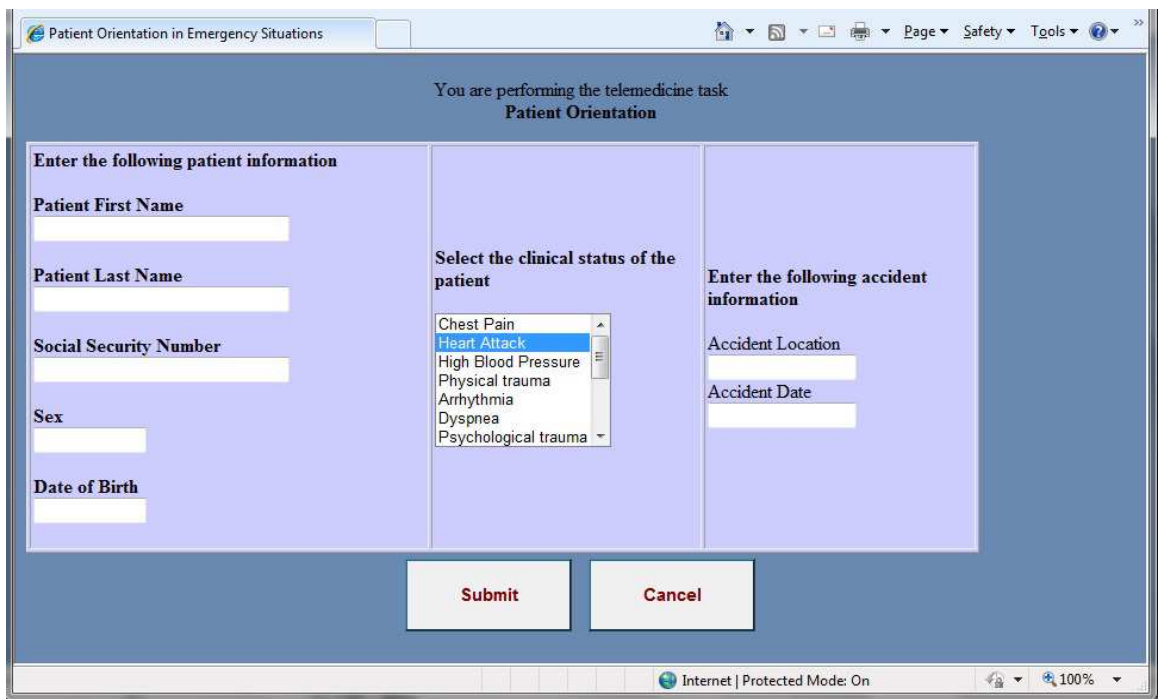 Patient Orientation in Emergency Situations
Page Safety Tools
You are performing the telemedicine task
Patient Orientation
Enter the following patient information
Patient First Name
Patient Last Name
Social Security Number
Sex
Date of Birth
Select the clinical status of the
patient
Chest Pain
Heart Attack
High Blood Pressure
Physical trauma
Arrhythmia
Dyspnea
Psychological trauma
Enter the following accident
information
Accident Location
Accident Date
Submit
Cancel
Internet | Protected Mode: On
100%